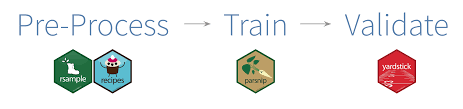 Pre-Process → Train → Validate
rsample recipes parsnip yardstick